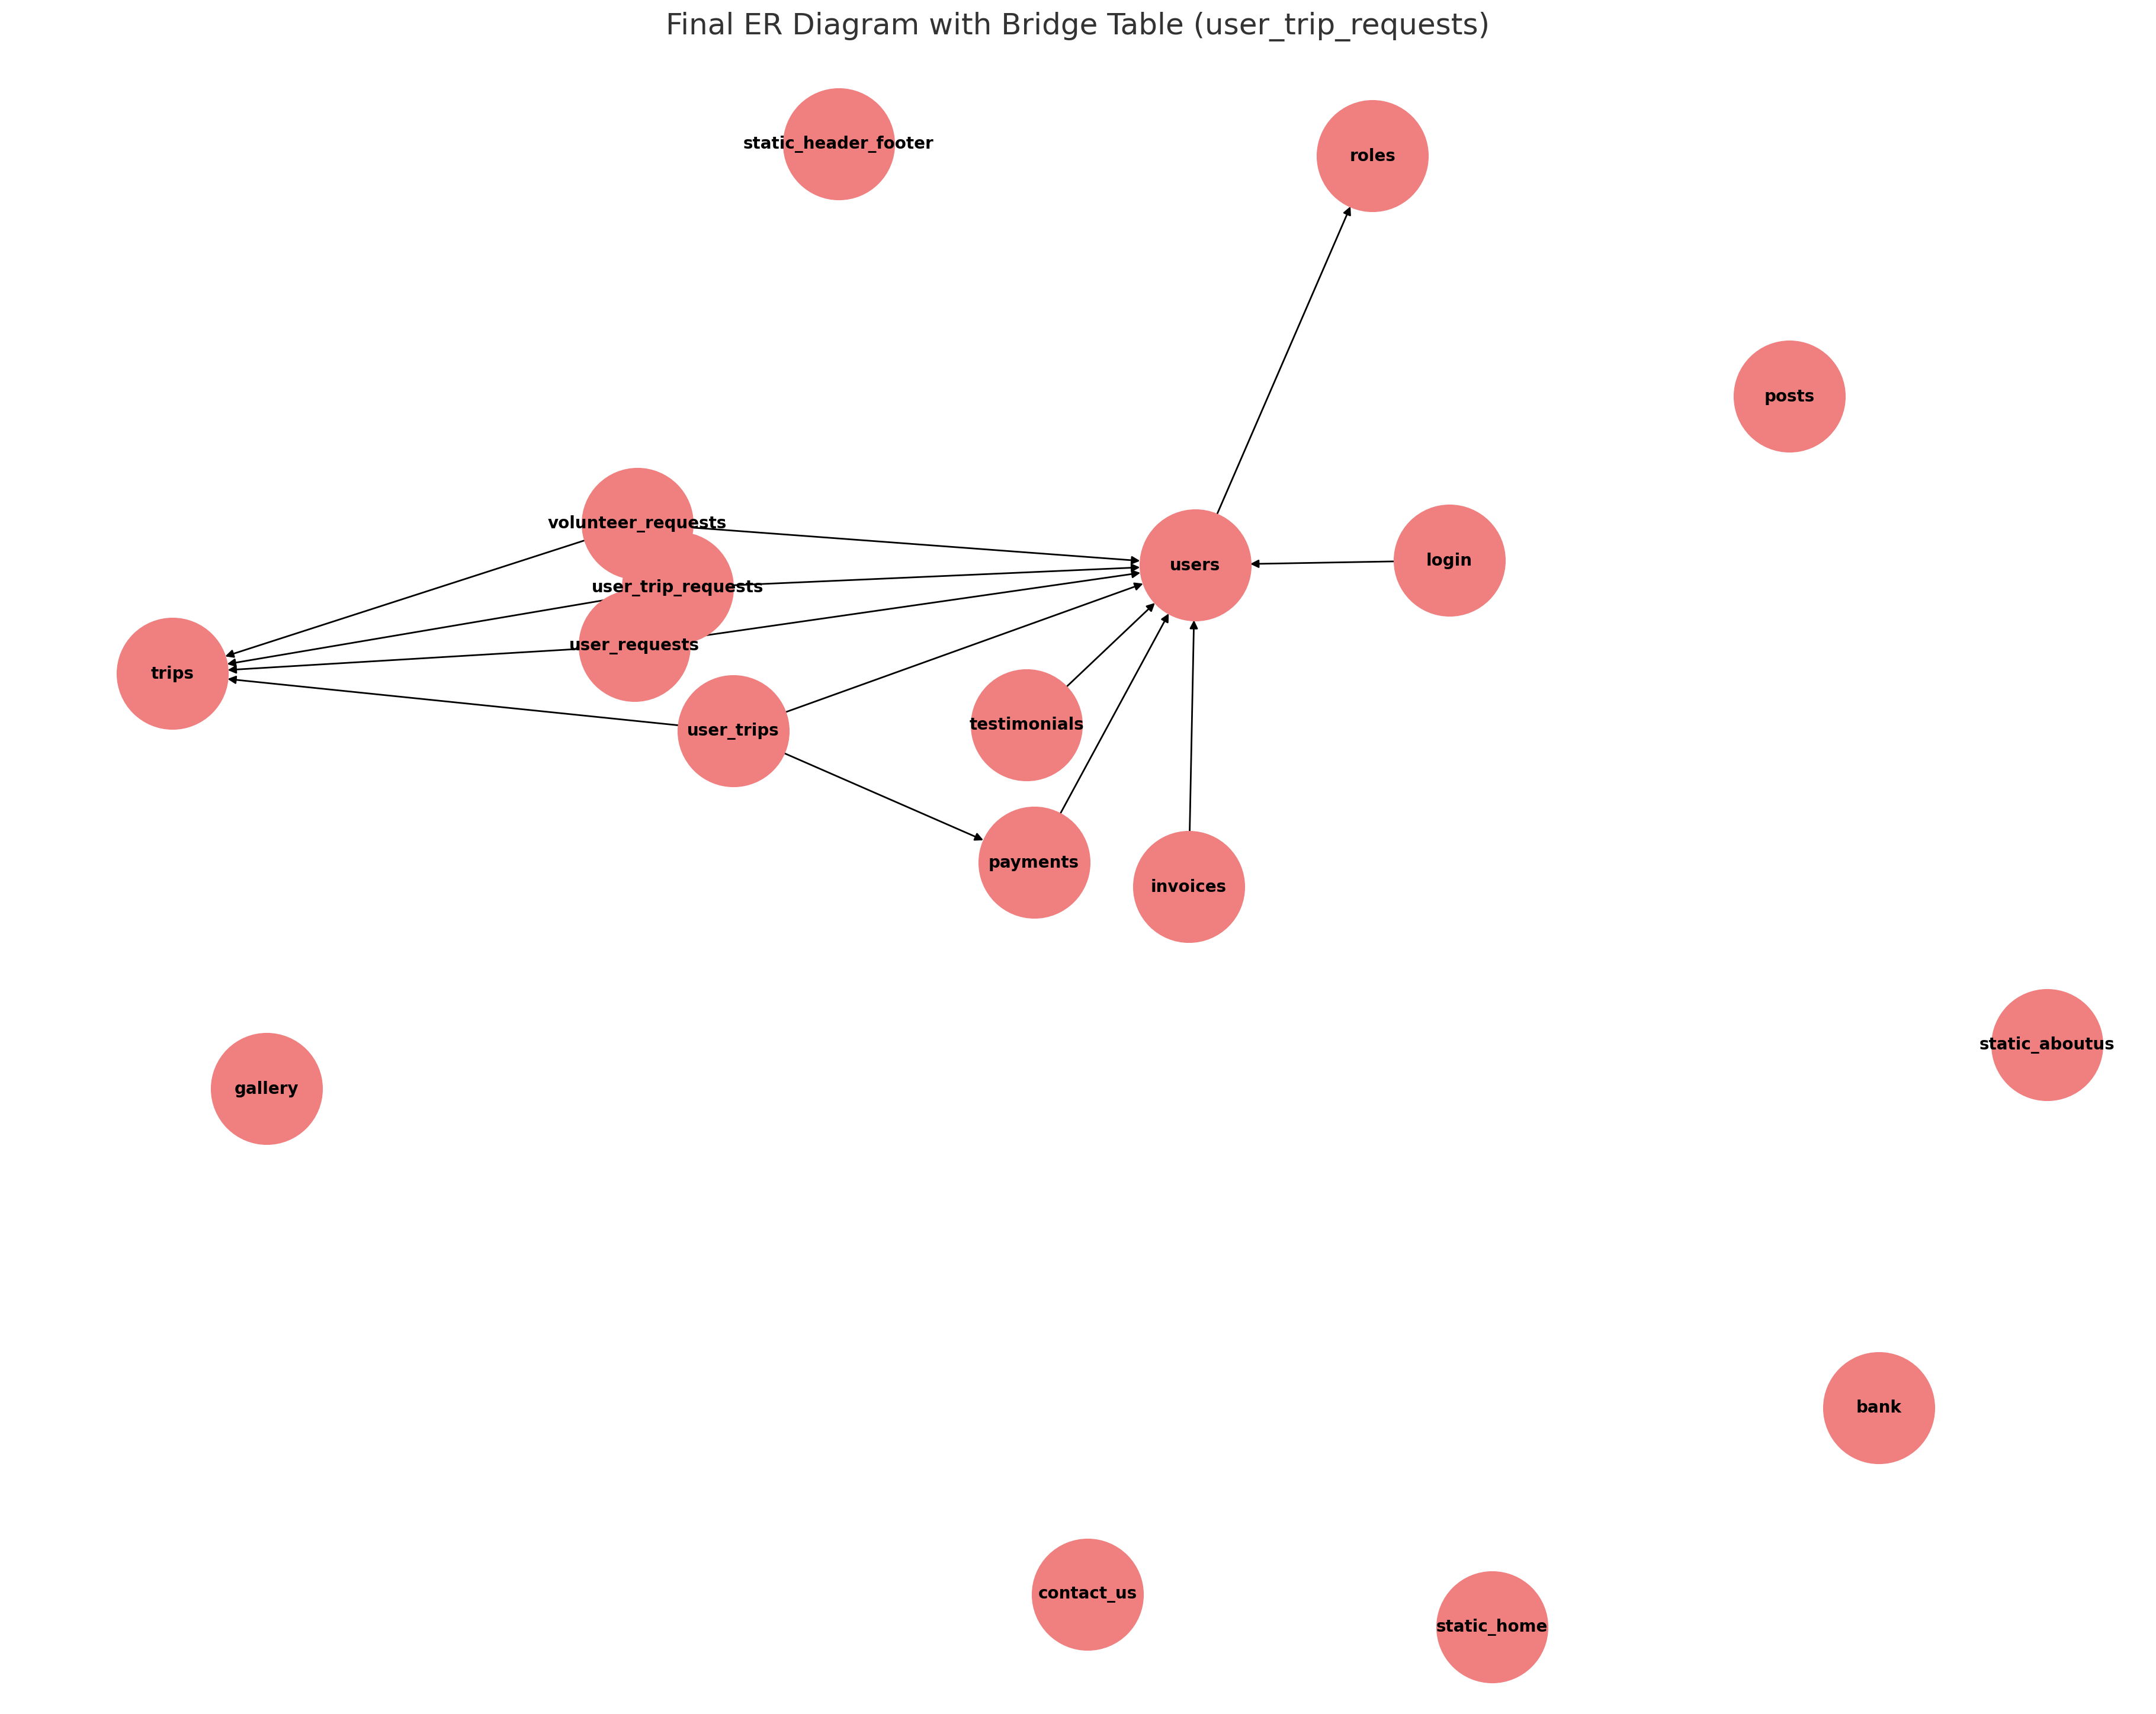 Final ER Diagram with Bridge Table (user_trip_requests)
static_header_footer
roles
posts
volunteer_requests
users
login
user_trip_requests
user_requests
trips
testimonials
user_trips
payments
invoices
static_aboutus
gallery
bank
contact_us
static_home